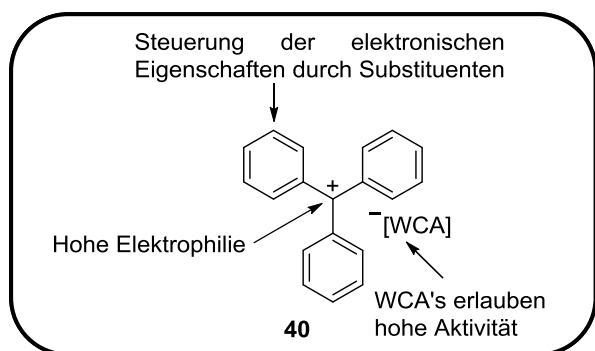 Steuerung der elektronischen
Eigenschaften durch Substituenten
+
−[WCA]
Hohe Elektrophilie
WCA's erlauben
hohe Aktivität
40